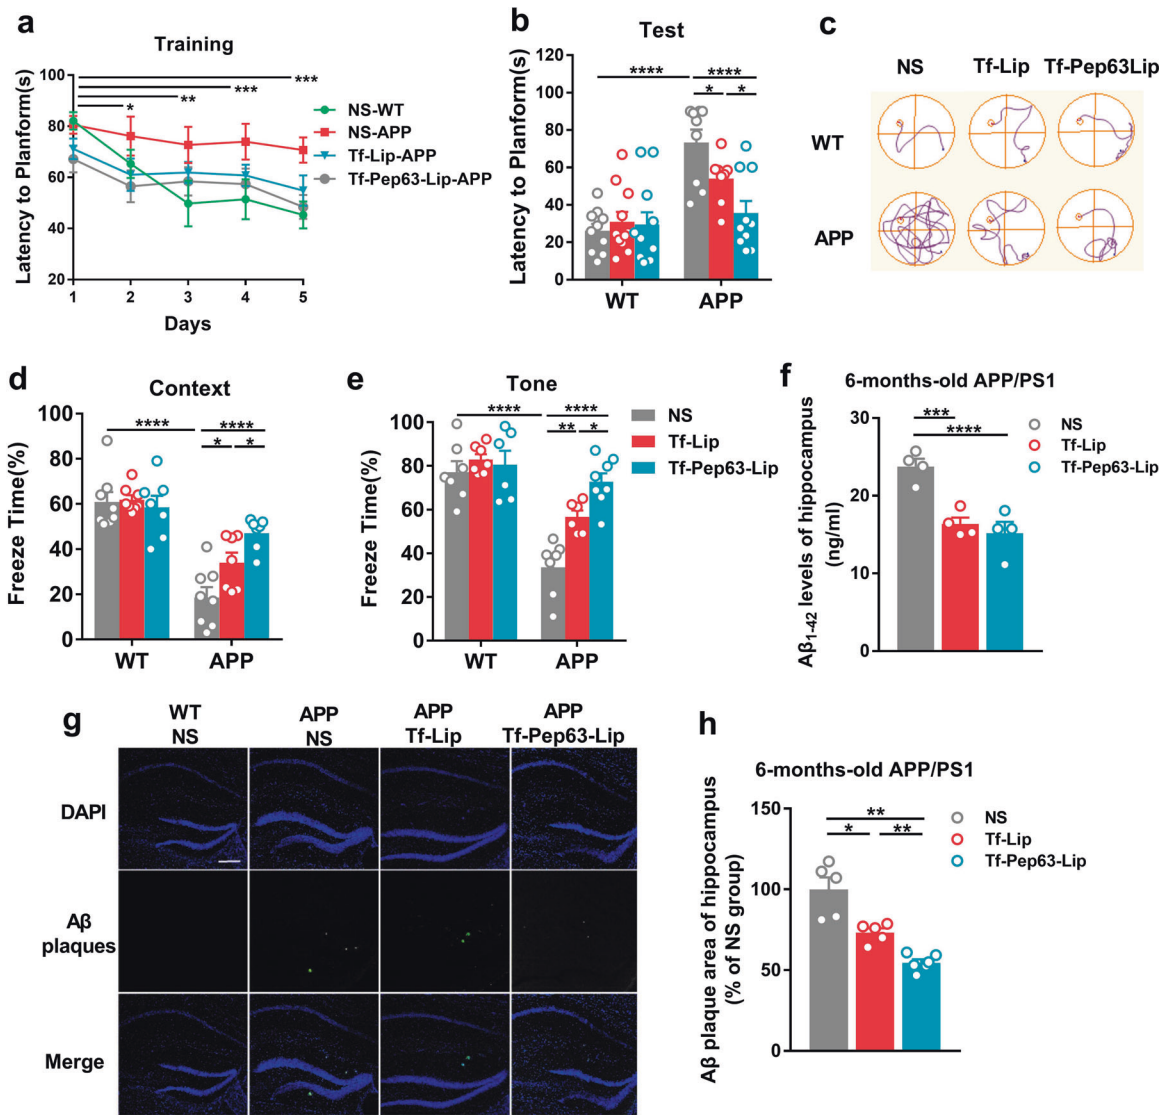 a
Training
Latency to Planform(s)
100
80
60
40
20
1 2 3 4 5
Days
*
**
***
***
NS-WT
NS-APP
Tf-Lip-APP
Tf-Pep63-Lip-APP
b
Test
Latency to Planform(s)
120
100
80
60
40
20
0
**** ****
* *
WT APP
c
NS Tf-Lip Tf-Pep63Lip
WT
APP
d
Context
Freeze Time(%)
100
80
60
40
20
0
**** ****
* *
WT APP
e
Tone
Freeze Time(%)
100
80
60
40
20
0
**** ****
** *
WT APP
NS
Tf-Lip
Tf-Pep63-Lip
f
6-months-old APP/PS1
Aβ1-42 levels of hippocampus
(ng/ml)
30
20
10
0
***
****
NS
Tf-Lip
Tf-Pep63-Lip
g
WT APP APP APP
NS NS Tf-Lip Tf-Pep63-Lip
DAPI
Aβ
plaques
Merge
h
6-months-old APP/PS1
Aβ plaque area of hippocampus
(% of NS group)
150
100
50
0
**
* **
NS
Tf-Lip
Tf-Pep63-Lip